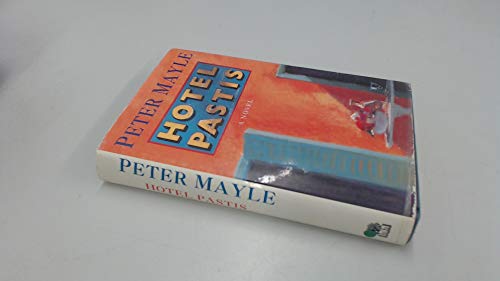 PETER MAYLE
HOTEL
PASTIS
A NOVEL
PETER MAYLE
HOTEL PASTIS